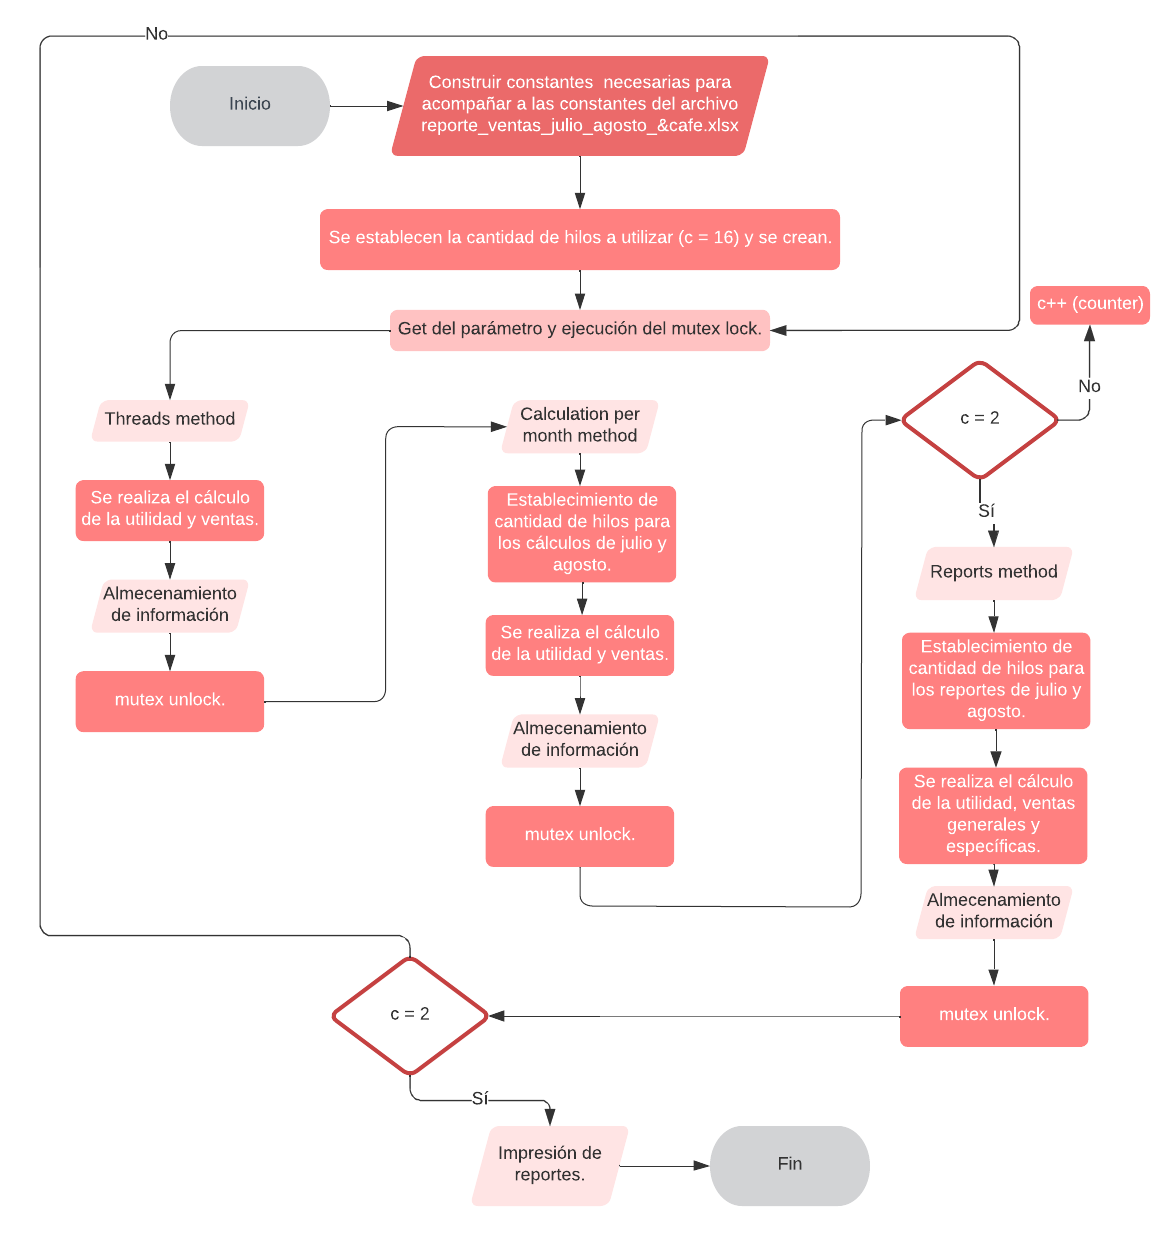 No
Inicio
Construir constantes necesarias para
acompañar a las constantes del archivo
reporte_ventas_julio_agosto_&cafe.xlsx
Se establecen la cantidad de hilos a utilizar (c = 16) y se crean.
Get del parámetro y ejecución del mutex lock.
Threads method
Se realiza el cálculo
de la utilidad y ventas.
Almecenamiento
de información
mutex unlock.
Calculation per
month method
Establecimiento de
cantidad de hilos para
los cálculos de julio y
agosto.
Se realiza el cálculo
de la utilidad y ventas.
Almecenamiento
de información
mutex unlock.
c = 2
No
c++ (counter)
Sí
Reports method
Establecimiento de
cantidad de hilos para
los reportes de julio y
agosto.
Se realiza el cálculo
de la utilidad, ventas
generales y
específicas.
Almecenamiento
de información
mutex unlock.
c = 2
Sí
Impresión de
reportes.
Fin